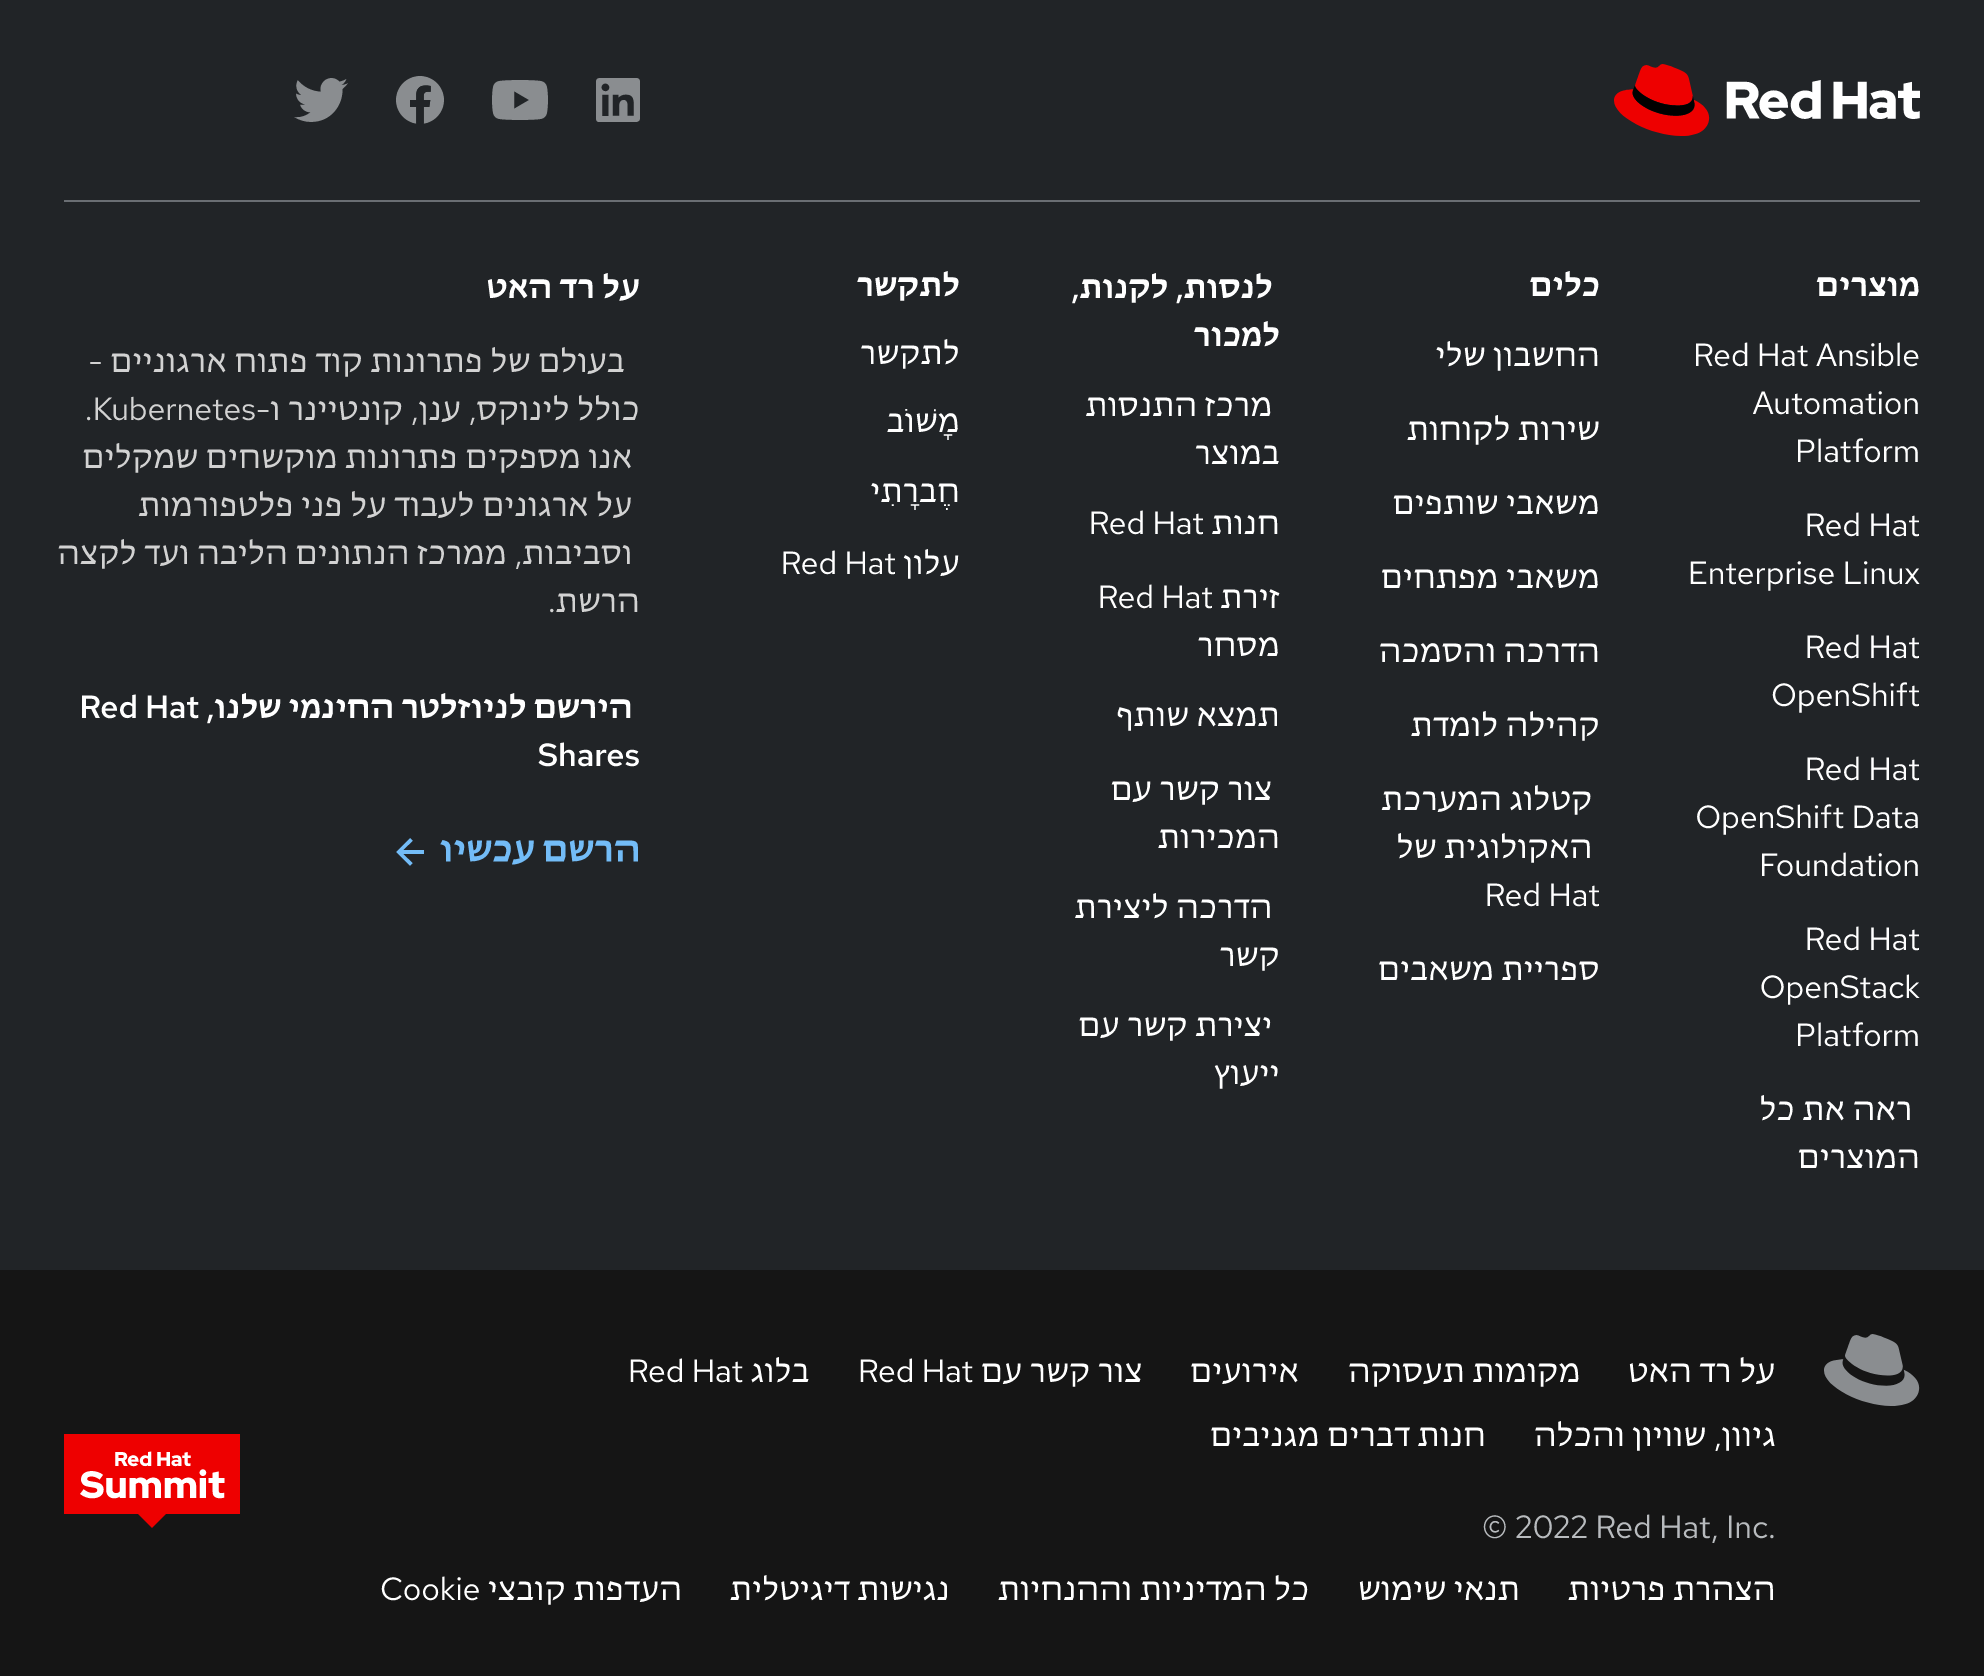 Red Hat
in
מוצרים
Red Hat Ansible
Automation
Platform
Red Hat
Enterprise Linux
Red Hat
OpenShift
Red Hat
OpenShift Data
Foundation
Red Hat
OpenStack
Platform
ראה את כל
המוצרים
כלים
החשבון שלי
שירות לקוחות
משאבי שותפים
משאבי מפתחים
הדרכה והסמכה
קהילה לומדת
קטלוג המערכת
האקולוגית של
Red Hat
ספריית משאבים
לנסות, לקנות,
למכור
מרכז התנסות
במוצר
חנות Red Hat
זירת Red Hat
מסחר
תמצא שותף
צור קשר עם
המכירות
הדרכה ליצירת
קשר
יצירת קשר עם
ייעוץ
לתקשר
לתקשר
מָשׁוֹב
חֶברָתִי
עלון Red Hat
על רד האט
בעולם של פתרונות קוד פתוח ארגוניים -
כולל לינוקס, ענן, קונטיינר ו-Kubernetes.
אנו מספקים פתרונות מוקשחים שמקלים
על ארגונים לעבוד על פני פלטפורמות
וסביבות, ממרכז הנתונים הליבה ועד לקצה
הרשת.
הירשם לניוזלטר החינמי שלנו, Red Hat
Shares
הרשם עכשיו ←
על רד האט מקומות תעסוקה אירועים צור קשר עם Red Hat בלוג Red Hat
גיוון, שוויון והכלה חנות דברים מגניבים
Red Hat
Summit
© 2022 Red Hat, Inc.
הצהרת פרטיות תנאי שימוש כל המדיניות וההנחיות נגישות דיגיטלית העדפות קובצי Cookie